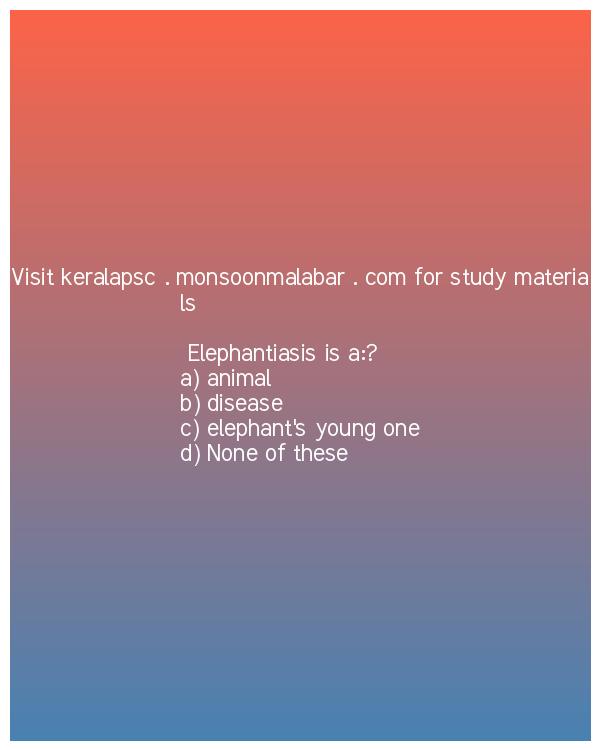 Visit keralapsc . monsoonmalabar . com for study materia
ls
Elephantiasis is a:?
a) animal
b) disease
c) elephant's young one
d) None of these